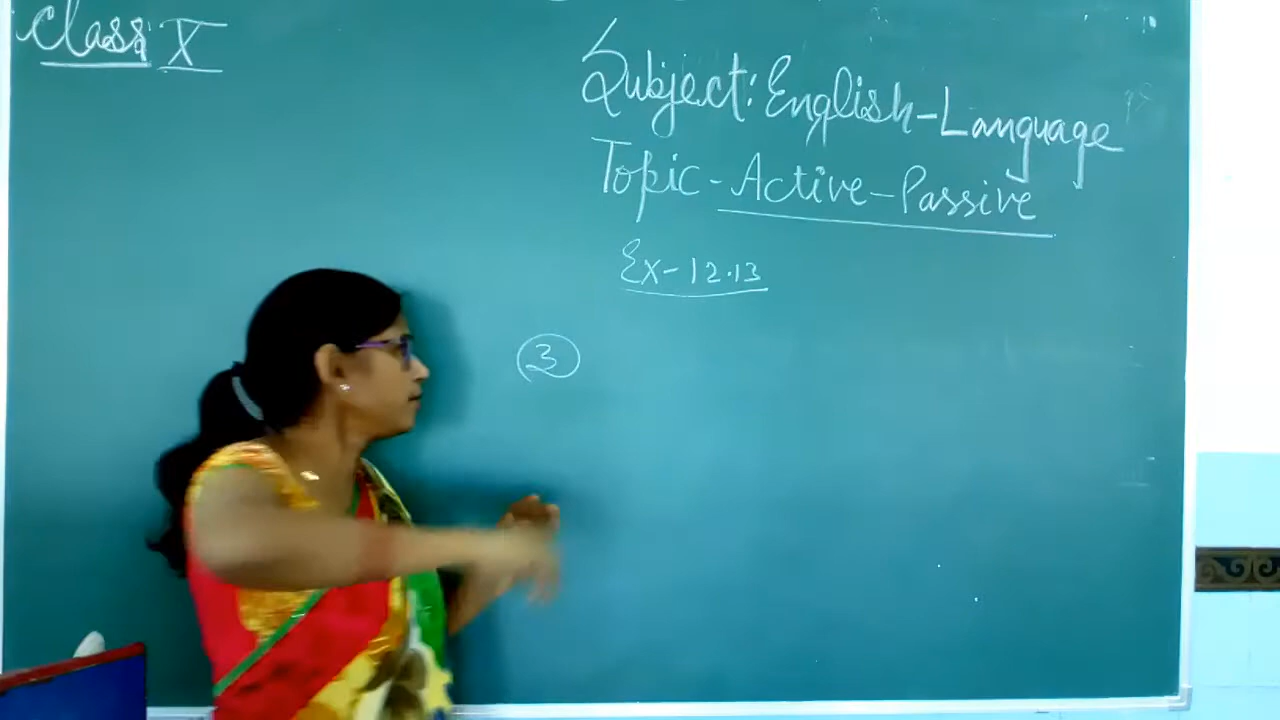 Class X
Subject: English-Language
Topic-Active-Passive
Ex-12.13
3